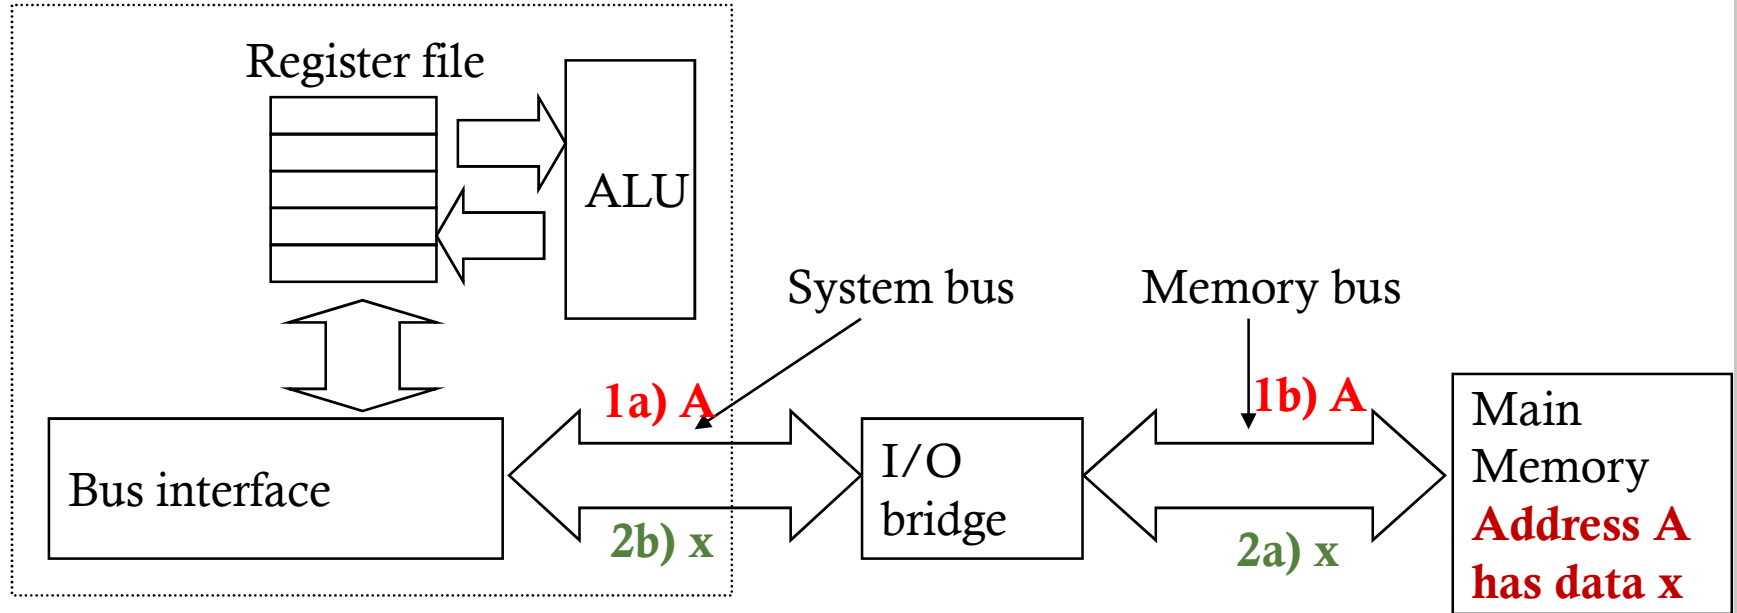 Register file
ALU
System bus
Memory bus
1a) A
1b) A
Bus interface
I/O
bridge
Main
Memory
Address A
has data x
2b) x
2a) x